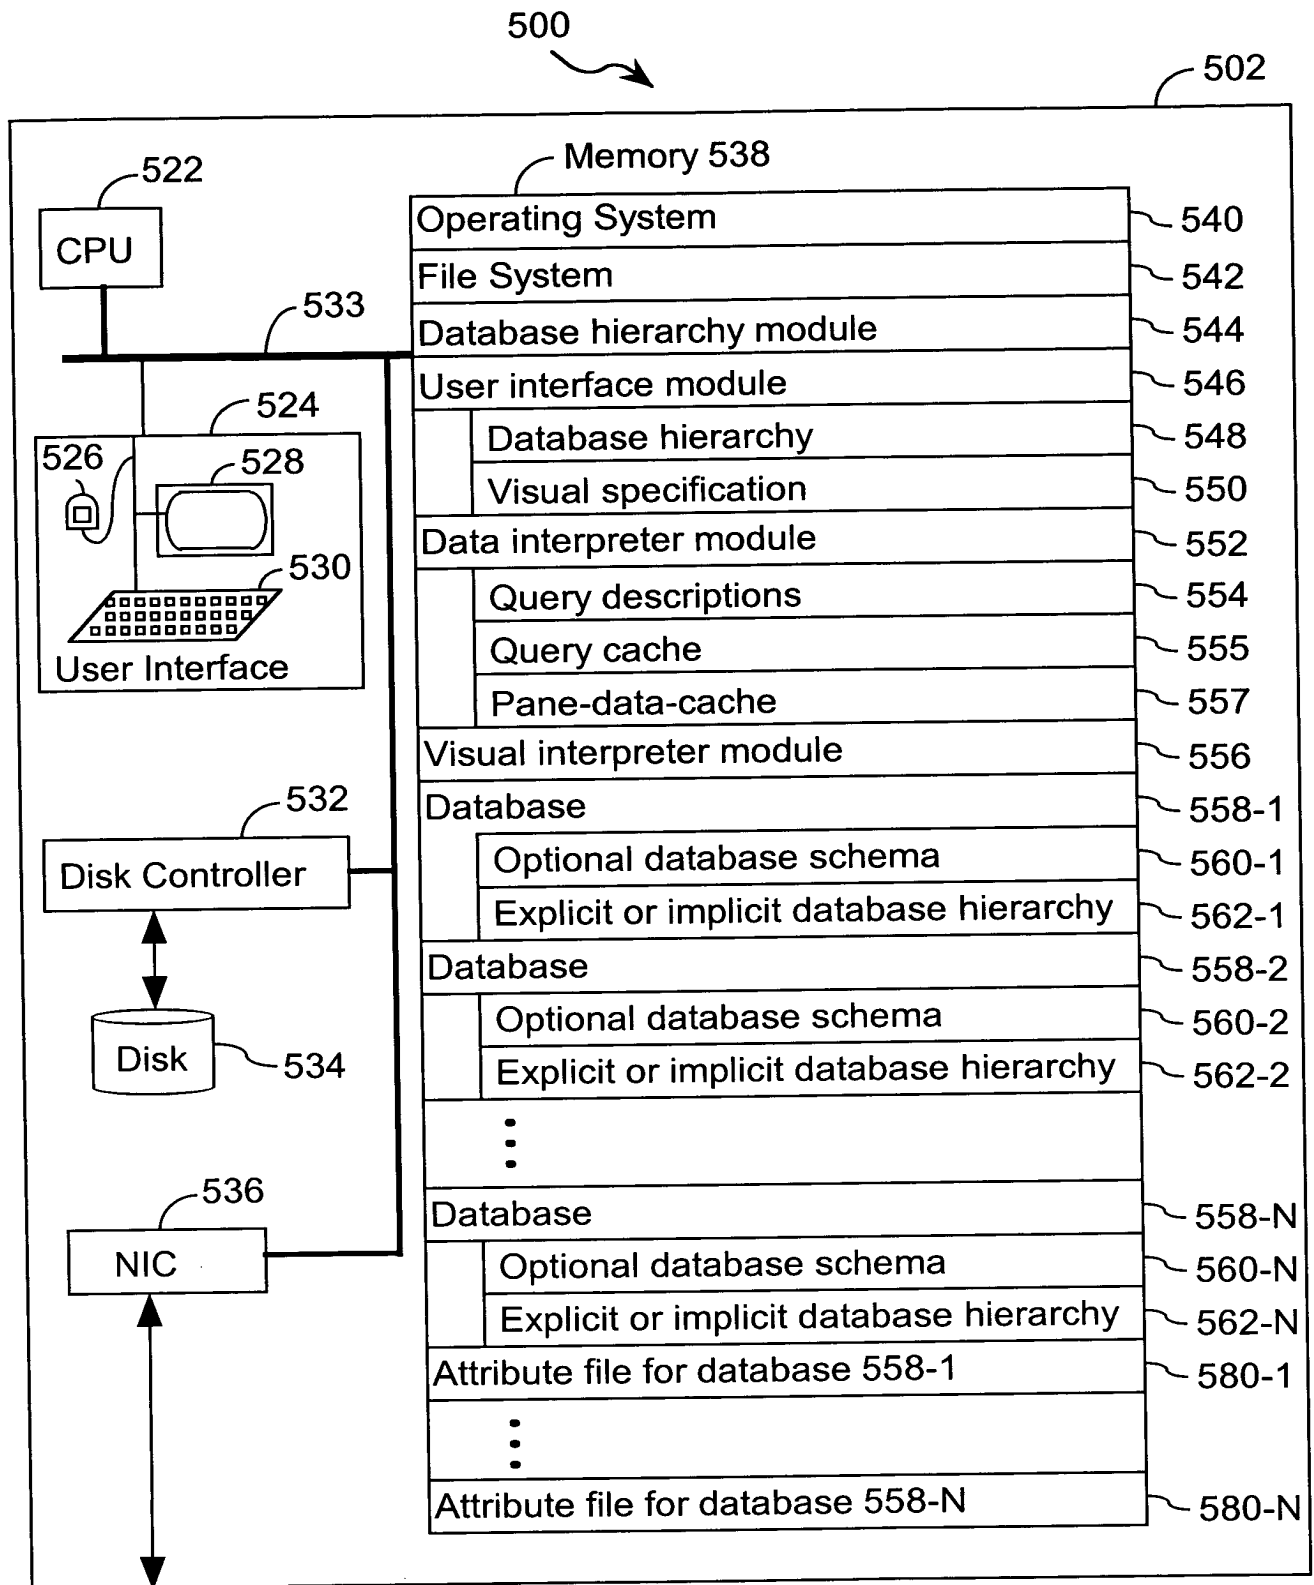 500
502
Memory 538
522
CPU
533
524
526
528
530
User Interface
532
Disk Controller
Disk
534
536
NIC
Operating System 540
File System 542
Database hierarchy module 544
User interface module 546
Database hierarchy 548
Visual specification 550
Data interpreter module 552
Query descriptions 554
Query cache 555
Pane-data-cache 557
Visual interpreter module 556
Database 558-1
Optional database schema 560-1
Explicit or implicit database hierarchy 562-1
Database 558-2
Optional database schema 560-2
Explicit or implicit database hierarchy 562-2
Database 558-N
Optional database schema 560-N
Explicit or implicit database hierarchy 562-N
Attribute file for database 558-1 580-1
Attribute file for database 558-N 580-N